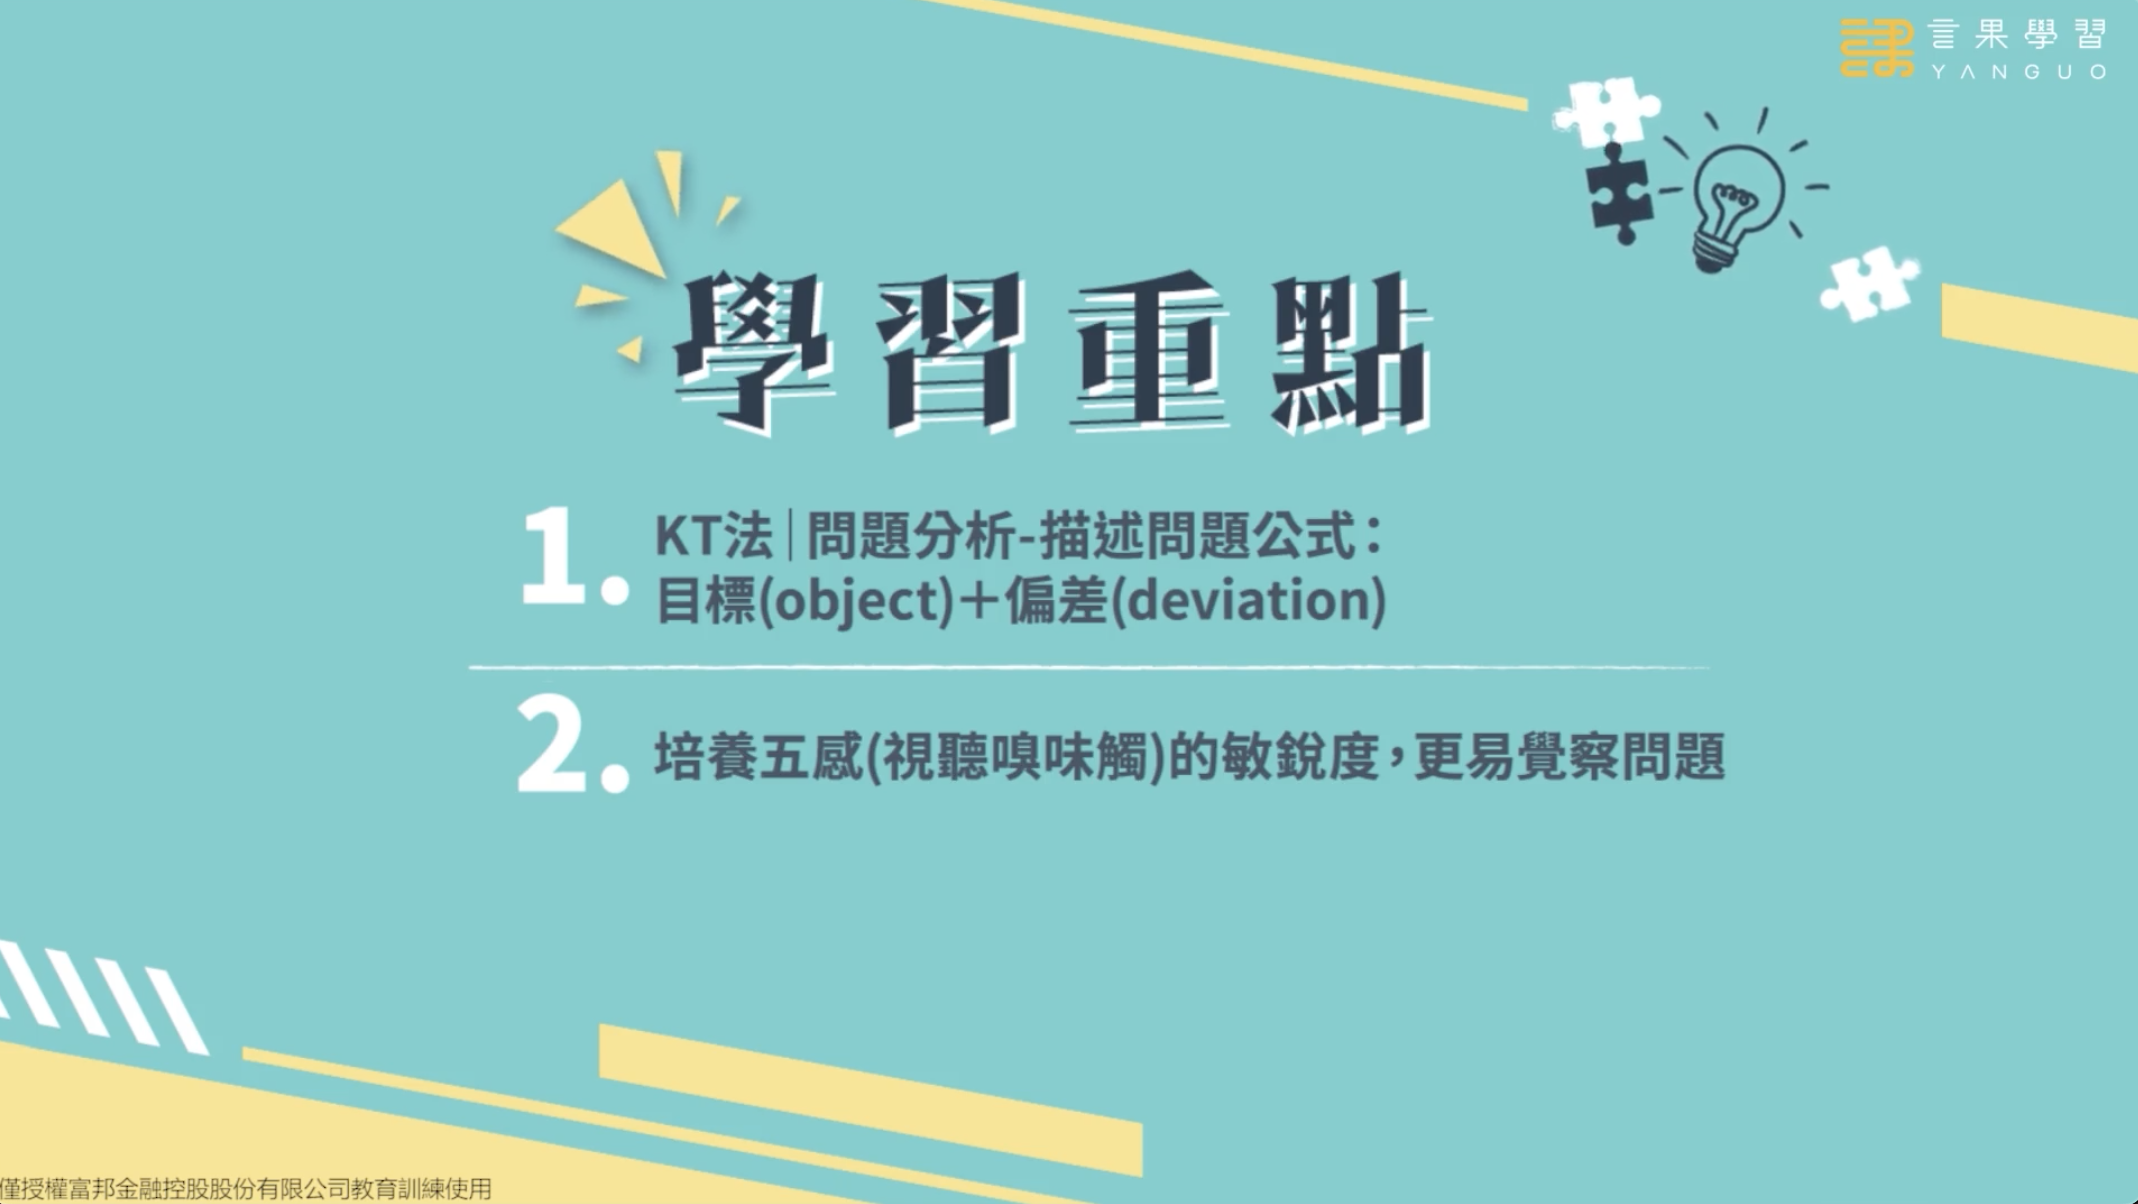 言果學習
YANGUO
學習重點
1. KT法｜問題分析-描述問題公式：
目標(object)＋偏差(deviation)
2. 培養五感(視聽嗅味觸)的敏銳度，更易覺察問題
僅授權富邦金融控股股份有限公司教育訓練使用